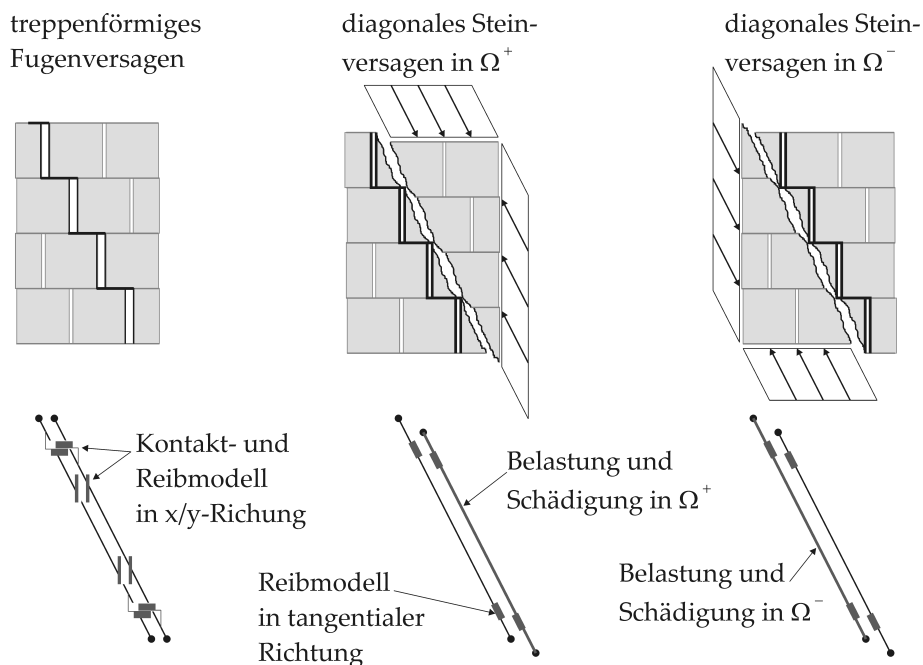 treppenförmiges
Fugenversagen
diagonales Stein-
versagen in Ω⁺
diagonales Stein-
versagen in Ω⁻
Kontakt- und
Reibmodell
in x/y-Richung
Belastung und
Schädigung in Ω⁺
Reibmodell
in tangentialer
Richtung
Belastung und
Schädigung in Ω⁻